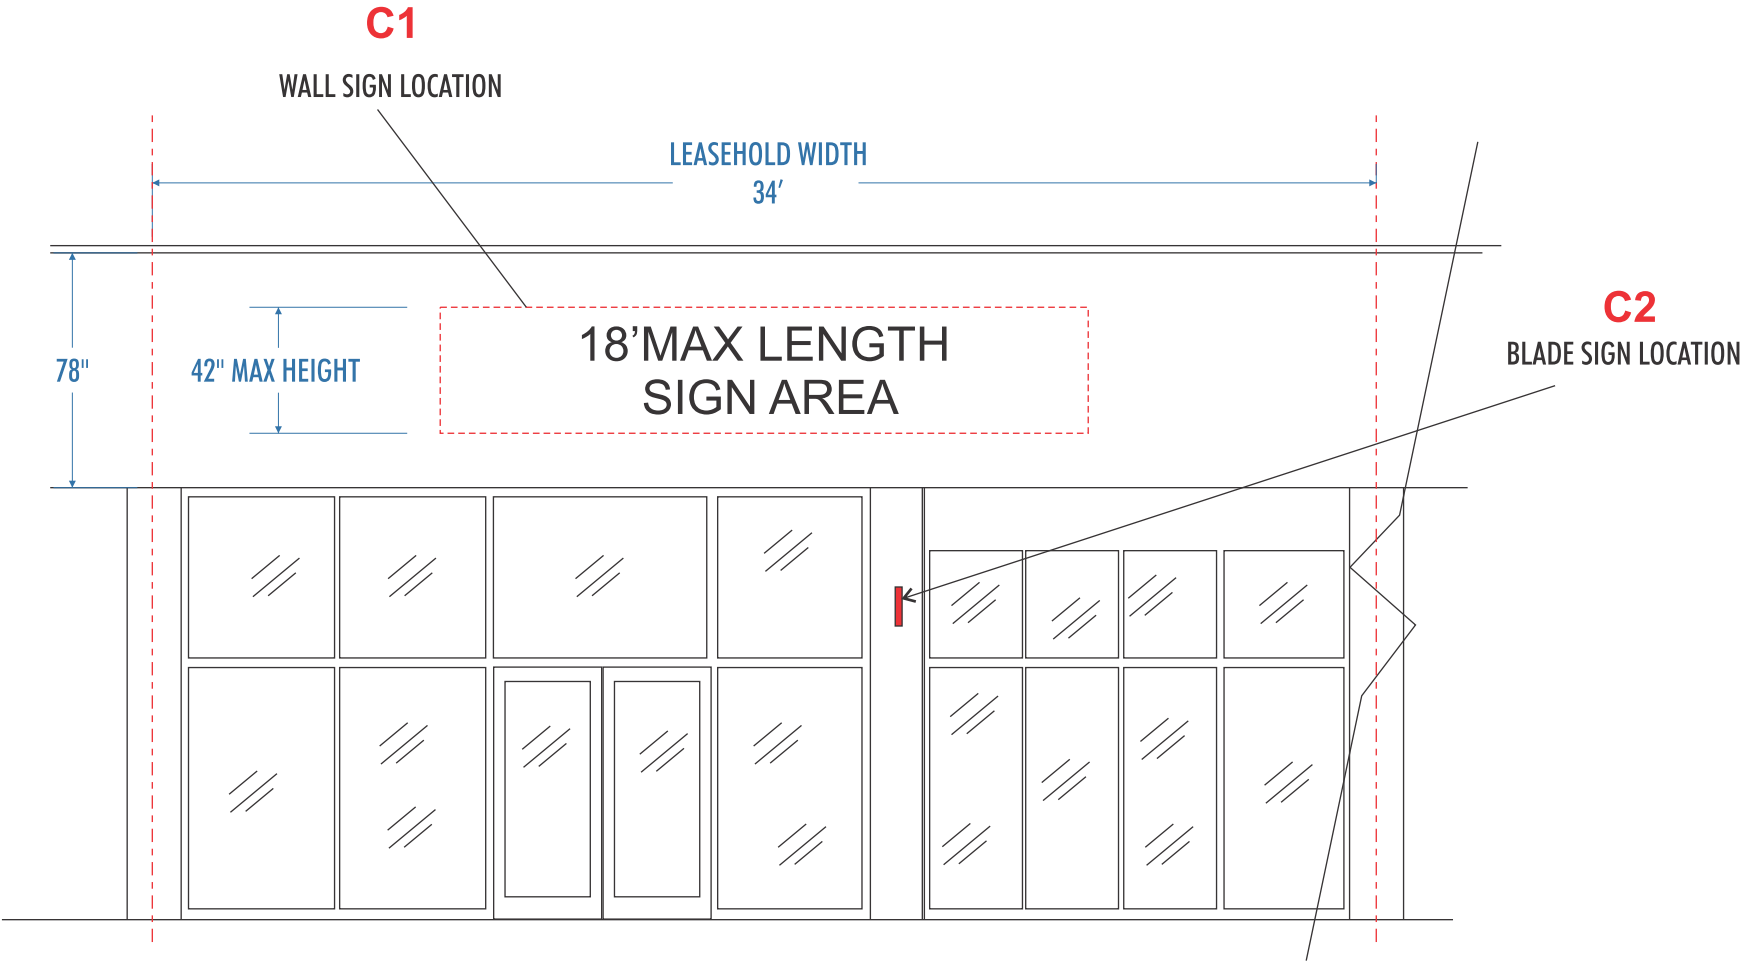 C1
WALL SIGN LOCATION
LEASEHOLD WIDTH
34'
C2
BLADE SIGN LOCATION
78"
42" MAX HEIGHT
18’MAX LENGTH
SIGN AREA